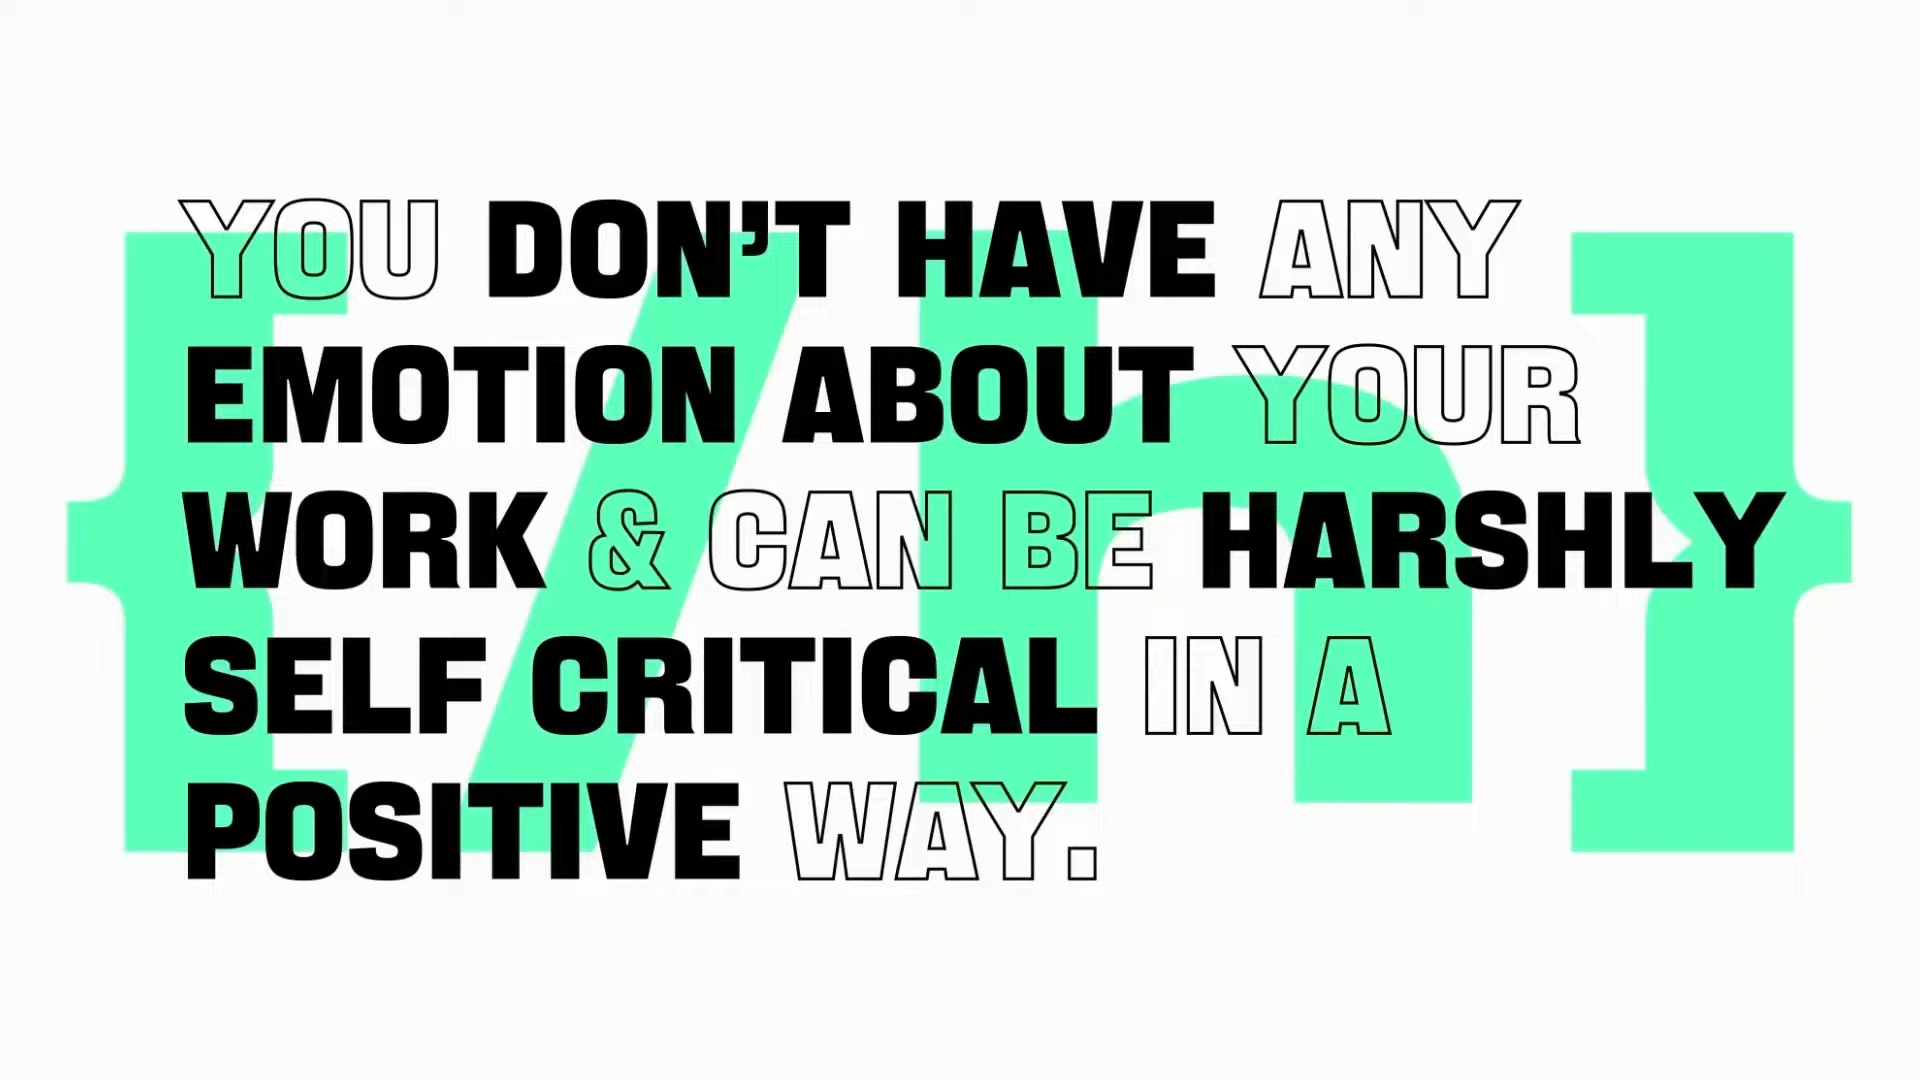 YOU DON’T HAVE ANY
EMOTION ABOUT YOUR
WORK & CAN BE HARSHLY
SELF CRITICAL IN A
POSITIVE WAY.
{/n}